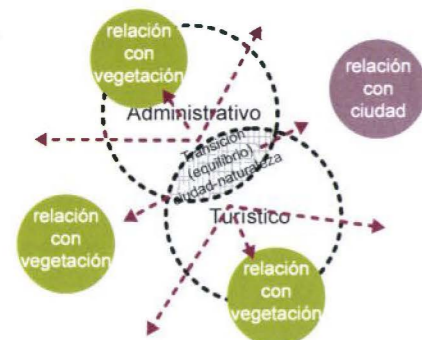 relación
con
vegetación
relación
con
ciudad
Administrativo
Transición
(equilibrio)
ciudad-naturaleza
relación
con
vegetación
Turístico
relación
con
vegetación